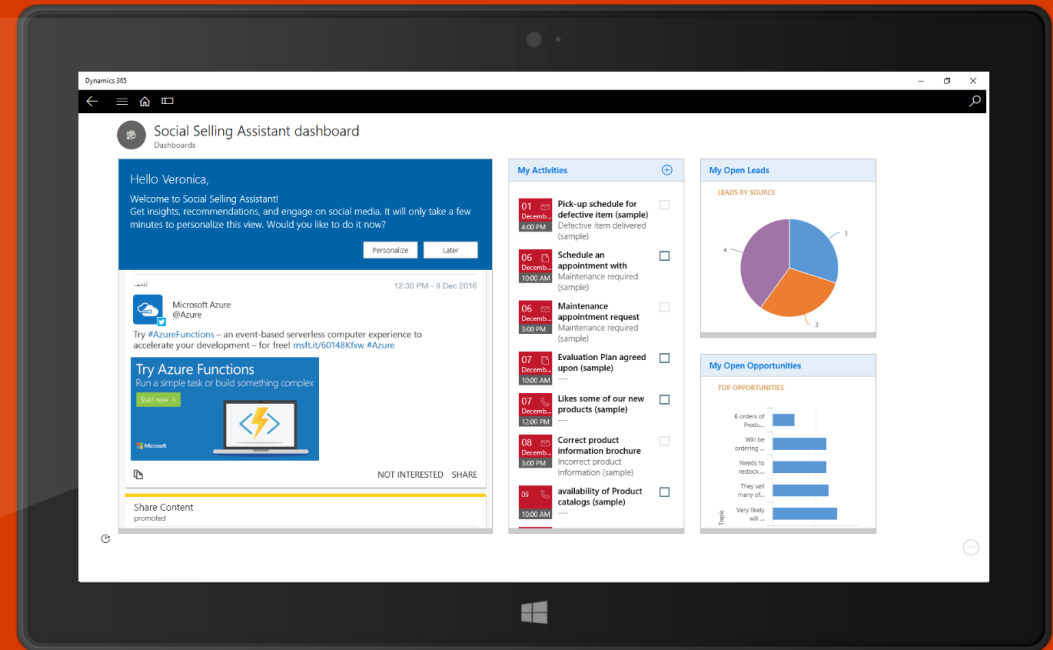 Dynamics 365
Social Selling Assistant dashboard
Dashboards
Hello Veronica,
Welcome to Social Selling Assistant!
Get insights, recommendations, and engage on social media. It will only take a few
minutes to personalize this view. Would you like to do it now?
Personalize
Later
12:30 PM - 9 Dec 2016
Microsoft Azure
@Azure
Try #AzureFunctions – an event-based serverless computer experience to
accelerate your development – for free! msft.it/60148Kfxw #Azure
Try Azure Functions
Run a simple task or build something complex
Start now >
Microsoft
NOT INTERESTED SHARE
Share Content
promoted
My Activities
01
Decemb...
4:00 PM
Pick-up schedule for
defective item (sample)
Defective item delivered
(sample)
06
Decemb...
10:00 AM
Schedule an
appointment with
Maintenance required
(sample)
06
Decemb...
3:00 PM
Maintenance
appointment request
Maintenance required
(sample)
07
Decemb...
10:00 AM
Evaluation Plan agreed
upon (sample)
---
07
Decemb...
12:00 PM
Likes some of our new
products (sample)
---
08
Decemb...
3:00 PM
Correct product
information brochure
Incorrect product
information (sample)
09
10:00 AM
availability of Product
catalogs (sample)
---
My Open Leads
LEADS BY SOURCE
3
4
3
My Open Opportunities
TOP OPPORTUNITIES
6 orders of
Produ...
Will be
ordering ...
Needs to
restock ...
They sell
many of...
Very likely
will ...
Topic